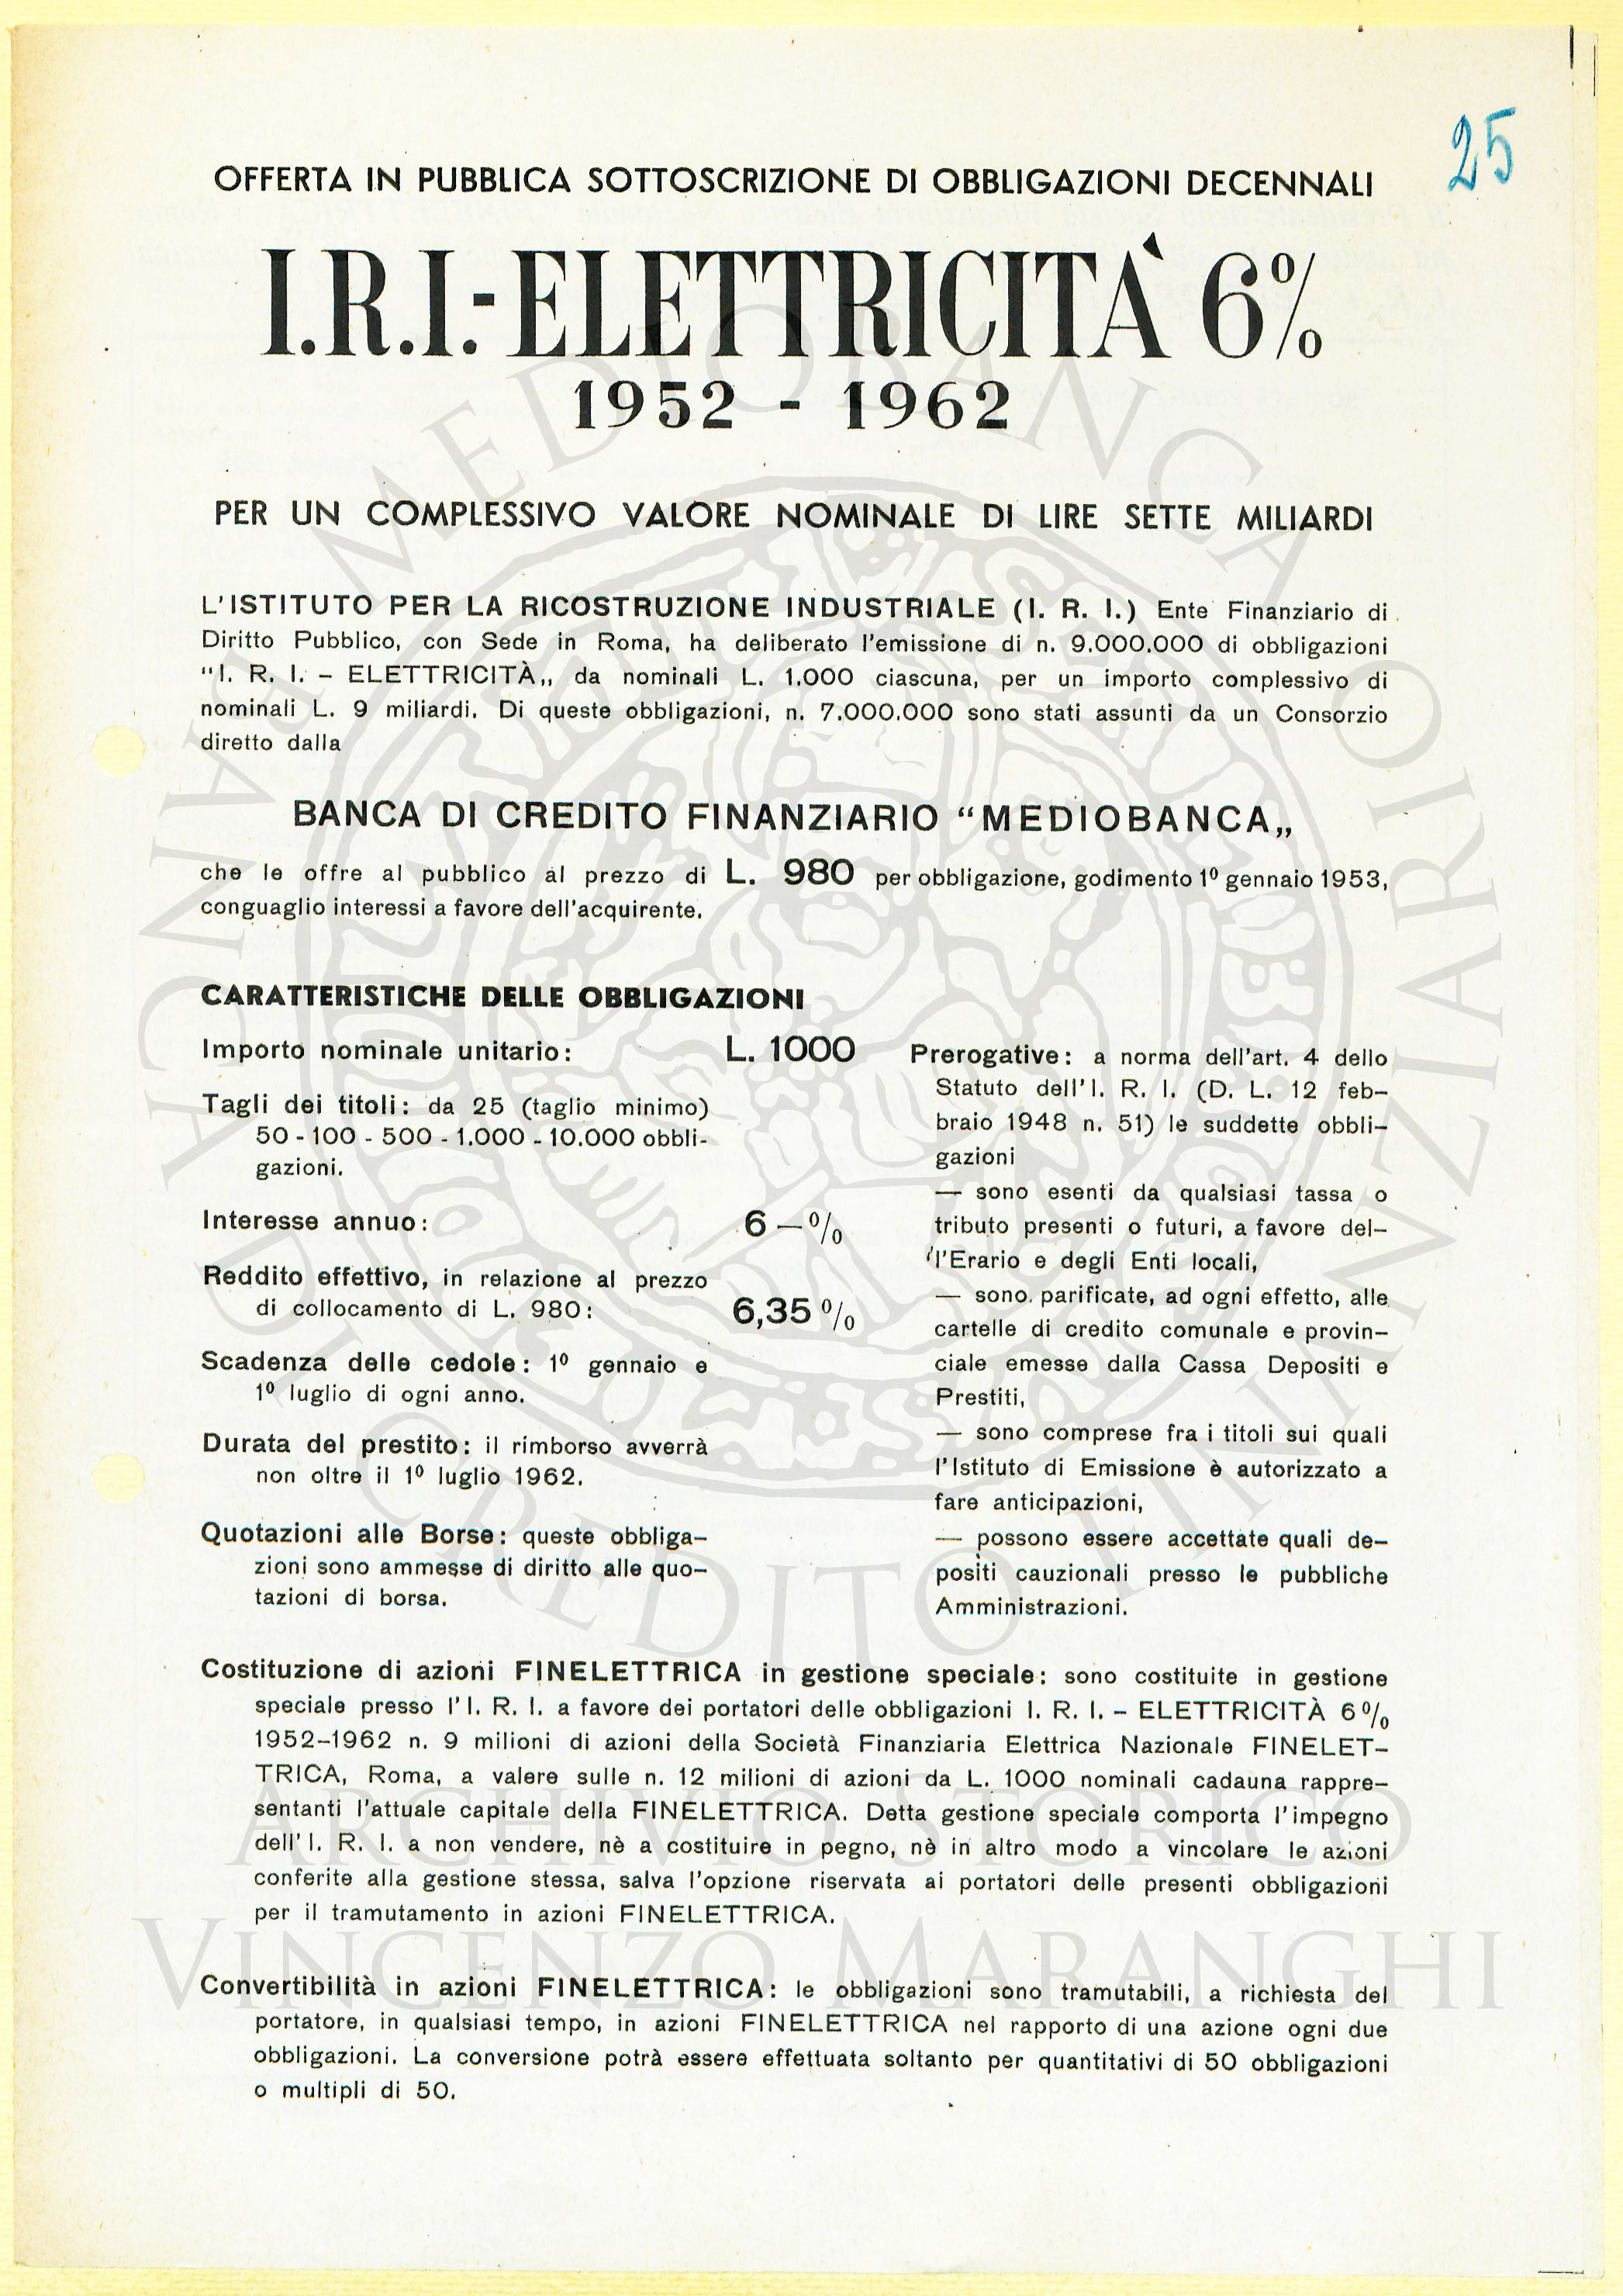 25
OFFERTA IN PUBBLICA SOTTOSCRIZIONE DI OBBLIGAZIONI DECENNALI
I.R.I.-ELETTRICITÀ 6%
1952 - 1962
PER UN COMPLESSIVO VALORE NOMINALE DI LIRE SETTE MILIARDI
L'ISTITUTO PER LA RICOSTRUZIONE INDUSTRIALE (I. R. I.) Ente Finanziario di
Diritto Pubblico, con Sede in Roma, ha deliberato l'emissione di n. 9.000.000 di obbligazioni
"I. R. I. - ELETTRICITÀ„ da nominali L. 1.000 ciascuna, per un importo complessivo di
nominali L. 9 miliardi. Di queste obbligazioni, n. 7.000.000 sono stati assunti da un Consorzio
diretto dalla
BANCA DI CREDITO FINANZIARIO "MEDIOBANCA„
che le offre al pubblico al prezzo di L. 980 per obbligazione, godimento 1º gennaio 1953,
conguaglio interessi a favore dell'acquirente.
CARATTERISTICHE DELLE OBBLIGAZIONI
Importo nominale unitario: L. 1000
Tagli dei titoli: da 25 (taglio minimo)
50 - 100 - 500 - 1.000 - 10.000 obbli-
gazioni.
Interesse annuo: 6 — %
Reddito effettivo, in relazione al prezzo
di collocamento di L. 980: 6,35 %
Scadenza delle cedole: 1º gennaio e
1º luglio di ogni anno.
Durata del prestito: il rimborso avverrà
non oltre il 1º luglio 1962.
Quotazioni alle Borse: queste obbliga-
zioni sono ammesse di diritto alle quo-
tazioni di borsa.
Prerogative: a norma dell'art. 4 dello
Statuto dell'I. R. I. (D. L. 12 feb-
braio 1948 n. 51) le suddette obbli-
gazioni
— sono esenti da qualsiasi tassa o
tributo presenti o futuri, a favore del-
l'Erario e degli Enti locali,
— sono parificate, ad ogni effetto, alle
cartelle di credito comunale e provin-
ciale emesse dalla Cassa Depositi e
Prestiti,
— sono comprese fra i titoli sui quali
l'Istituto di Emissione è autorizzato a
fare anticipazioni,
— possono essere accettate quali de-
positi cauzionali presso le pubbliche
Amministrazioni.
Costituzione di azioni FINELETTRICA in gestione speciale: sono costituite in gestione
speciale presso l'I. R. I. a favore dei portatori delle obbligazioni I. R. I. - ELETTRICITÀ 6%
1952-1962 n. 9 milioni di azioni della Società Finanziaria Elettrica Nazionale FINELET-
TRICA, Roma, a valere sulle n. 12 milioni di azioni da L. 1000 nominali cadauna rappre-
sentanti l'attuale capitale della FINELETTRICA. Detta gestione speciale comporta l'impegno
dell'I. R. I. a non vendere, nè a costituire in pegno, nè in altro modo a vincolare le azioni
conferite alla gestione stessa, salva l'opzione riservata ai portatori delle presenti obbligazioni
per il tramutamento in azioni FINELETTRICA.
Convertibilità in azioni FINELETTRICA: le obbligazioni sono tramutabili, a richiesta del
portatore, in qualsiasi tempo, in azioni FINELETTRICA nel rapporto di una azione ogni due
obbligazioni. La conversione potrà essere effettuata soltanto per quantitativi di 50 obbligazioni
o multipli di 50.
MEDIOBANCA
BANCA DI CREDITO FINANZIARIO
ARCHIVIO STORICO
VINCENZO MARANGHI